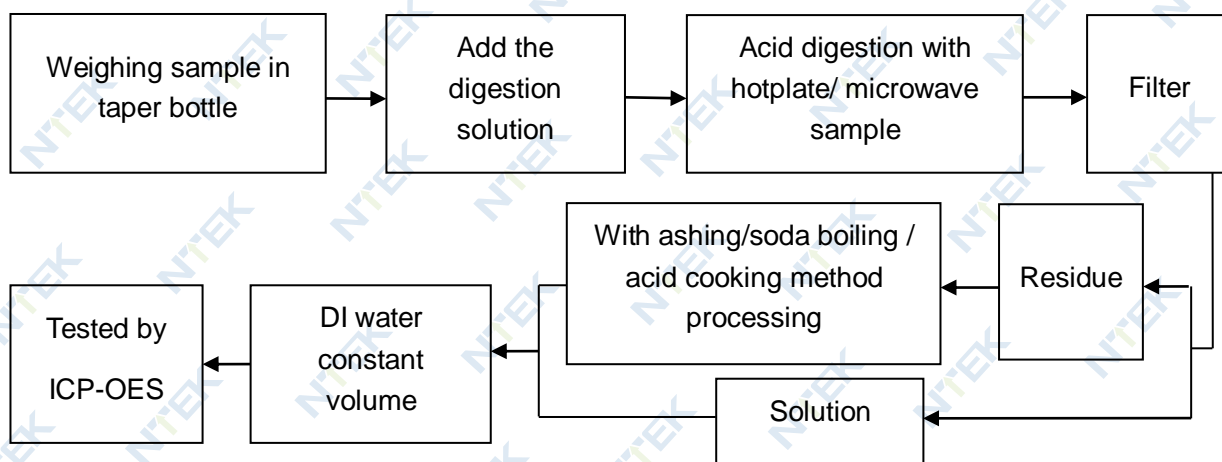 Weighing sample in
taper bottle
Add the
digestion
solution
Acid digestion with
hotplate/ microwave
sample
Filter
With ashing/soda boiling /
acid cooking method
processing
Residue
Tested by
ICP-OES
DI water
constant
volume
Solution
NTEK